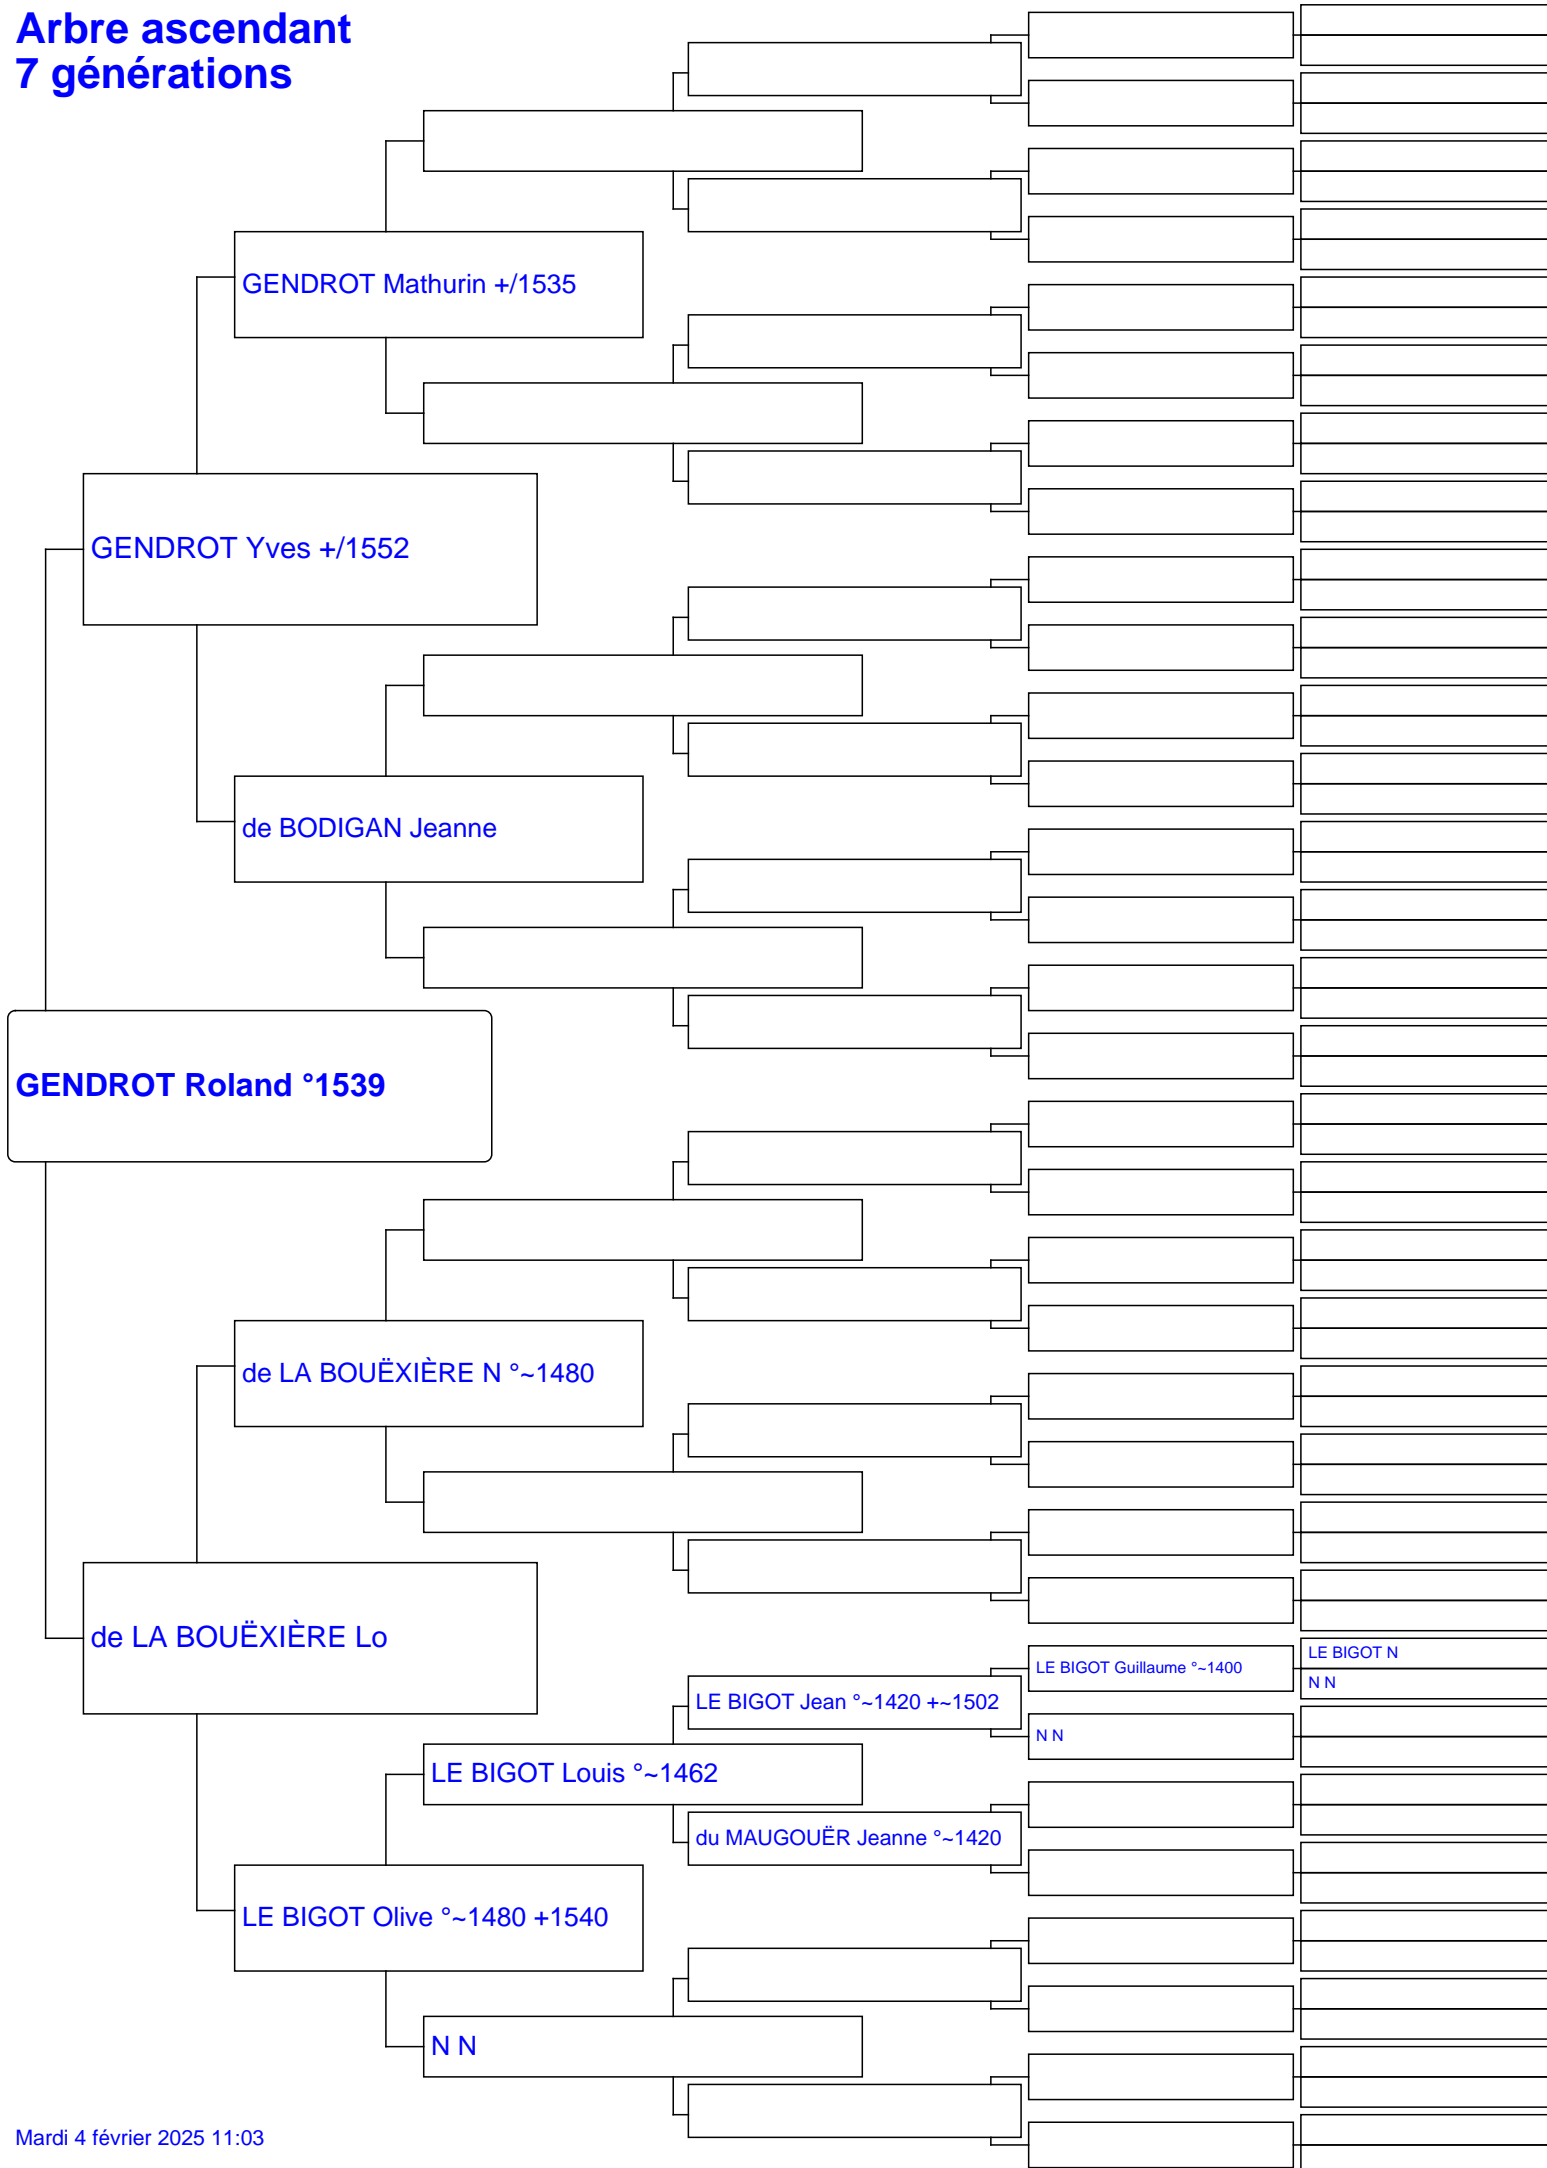 Arbre ascendant
7 générations
GENDROT Mathurin +/1535
GENDROT Yves +/1552
de BODIGAN Jeanne
GENDROT Roland °1539
de LA BOUËXIÈRE N °~1480
de LA BOUËXIÈRE Lo
LE BIGOT Guillaume °~1400
LE BIGOT N
N N
LE BIGOT Jean °~1420 +~1502
N N
LE BIGOT Louis °~1462
du MAUGOUËR Jeanne °~1420
LE BIGOT Olive °~1480 +1540
N N
Mardi 4 février 2025 11:03